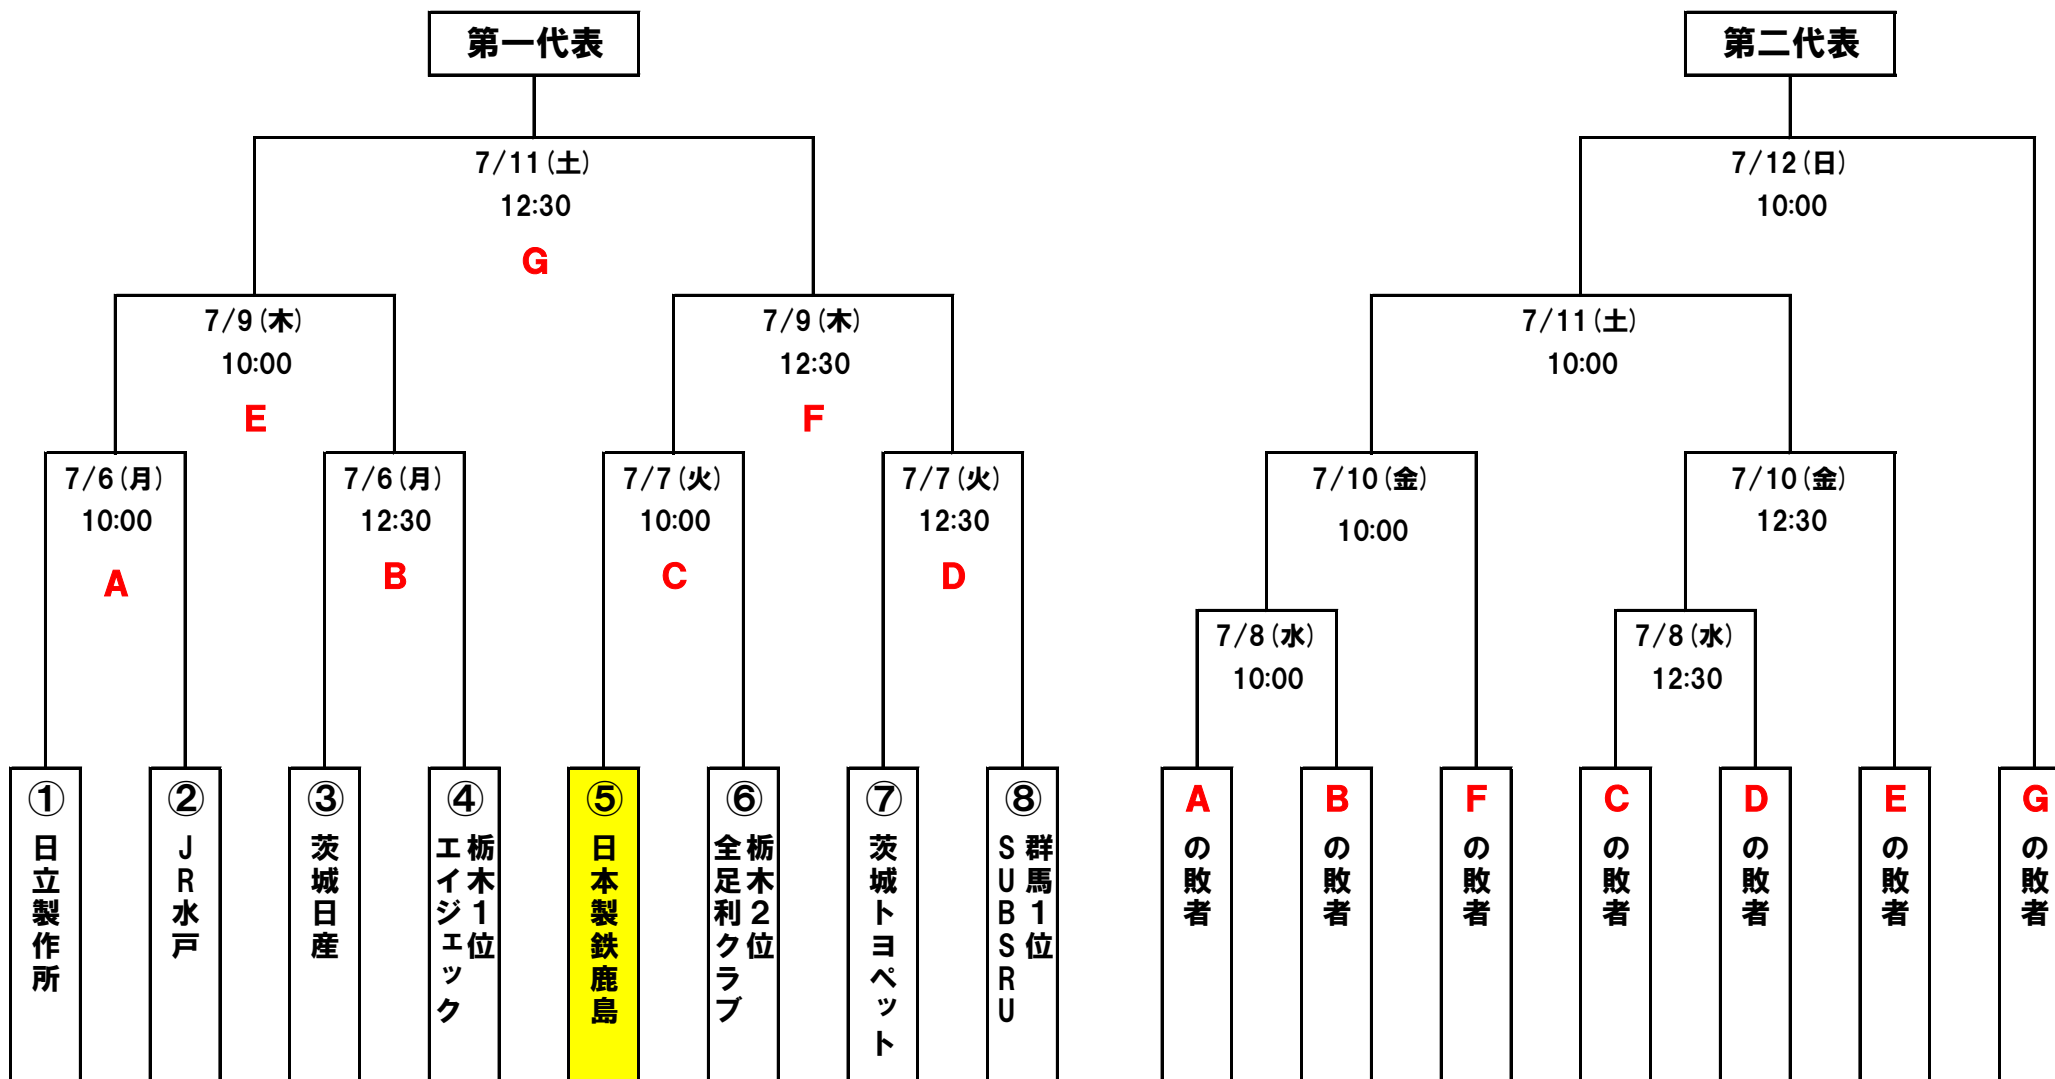 第一代表
第二代表
7/11(土)
12:30
G
7/12(日)
10:00
7/9(木)
10:00
E
7/9(木)
12:30
F
7/11(土)
10:00
7/6(月)
10:00
A
7/6(月)
12:30
B
7/7(火)
10:00
C
7/7(火)
12:30
D
7/10(金)
10:00
7/10(金)
12:30
7/8(水)
10:00
7/8(水)
12:30
①
日立製作所
②
JR水戸
③
茨城日産
④
栃木1位
エイジェック
⑤
日本製鉄鹿島
⑥
栃木2位
全足利クラブ
⑦
茨城トヨペット
⑧
群馬1位
SUBSRU
Aの敗者
Bの敗者
Fの敗者
Cの敗者
Dの敗者
Eの敗者
Gの敗者